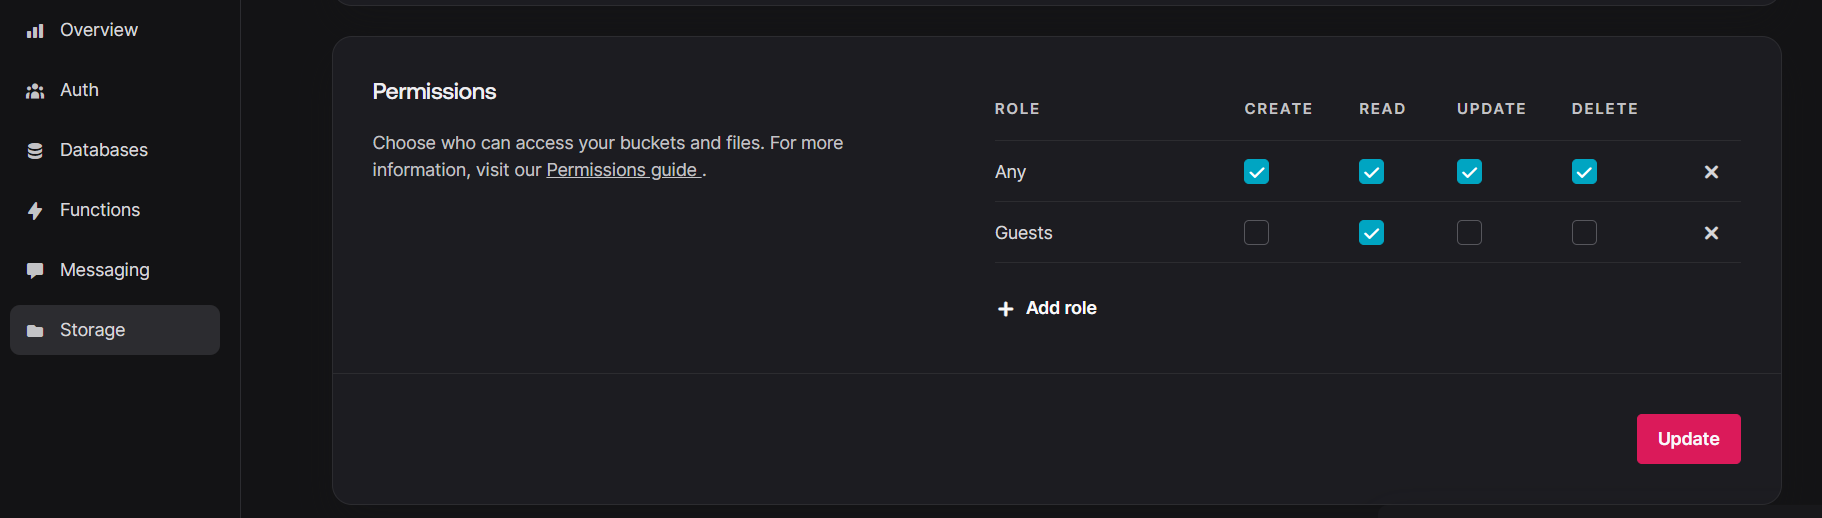 Overview
Auth
Databases
Functions
Messaging
Storage
Permissions
Choose who can access your buckets and files. For more
information, visit our Permissions guide .
ROLE CREATE READ UPDATE DELETE
Any
Guests
Add role
Update